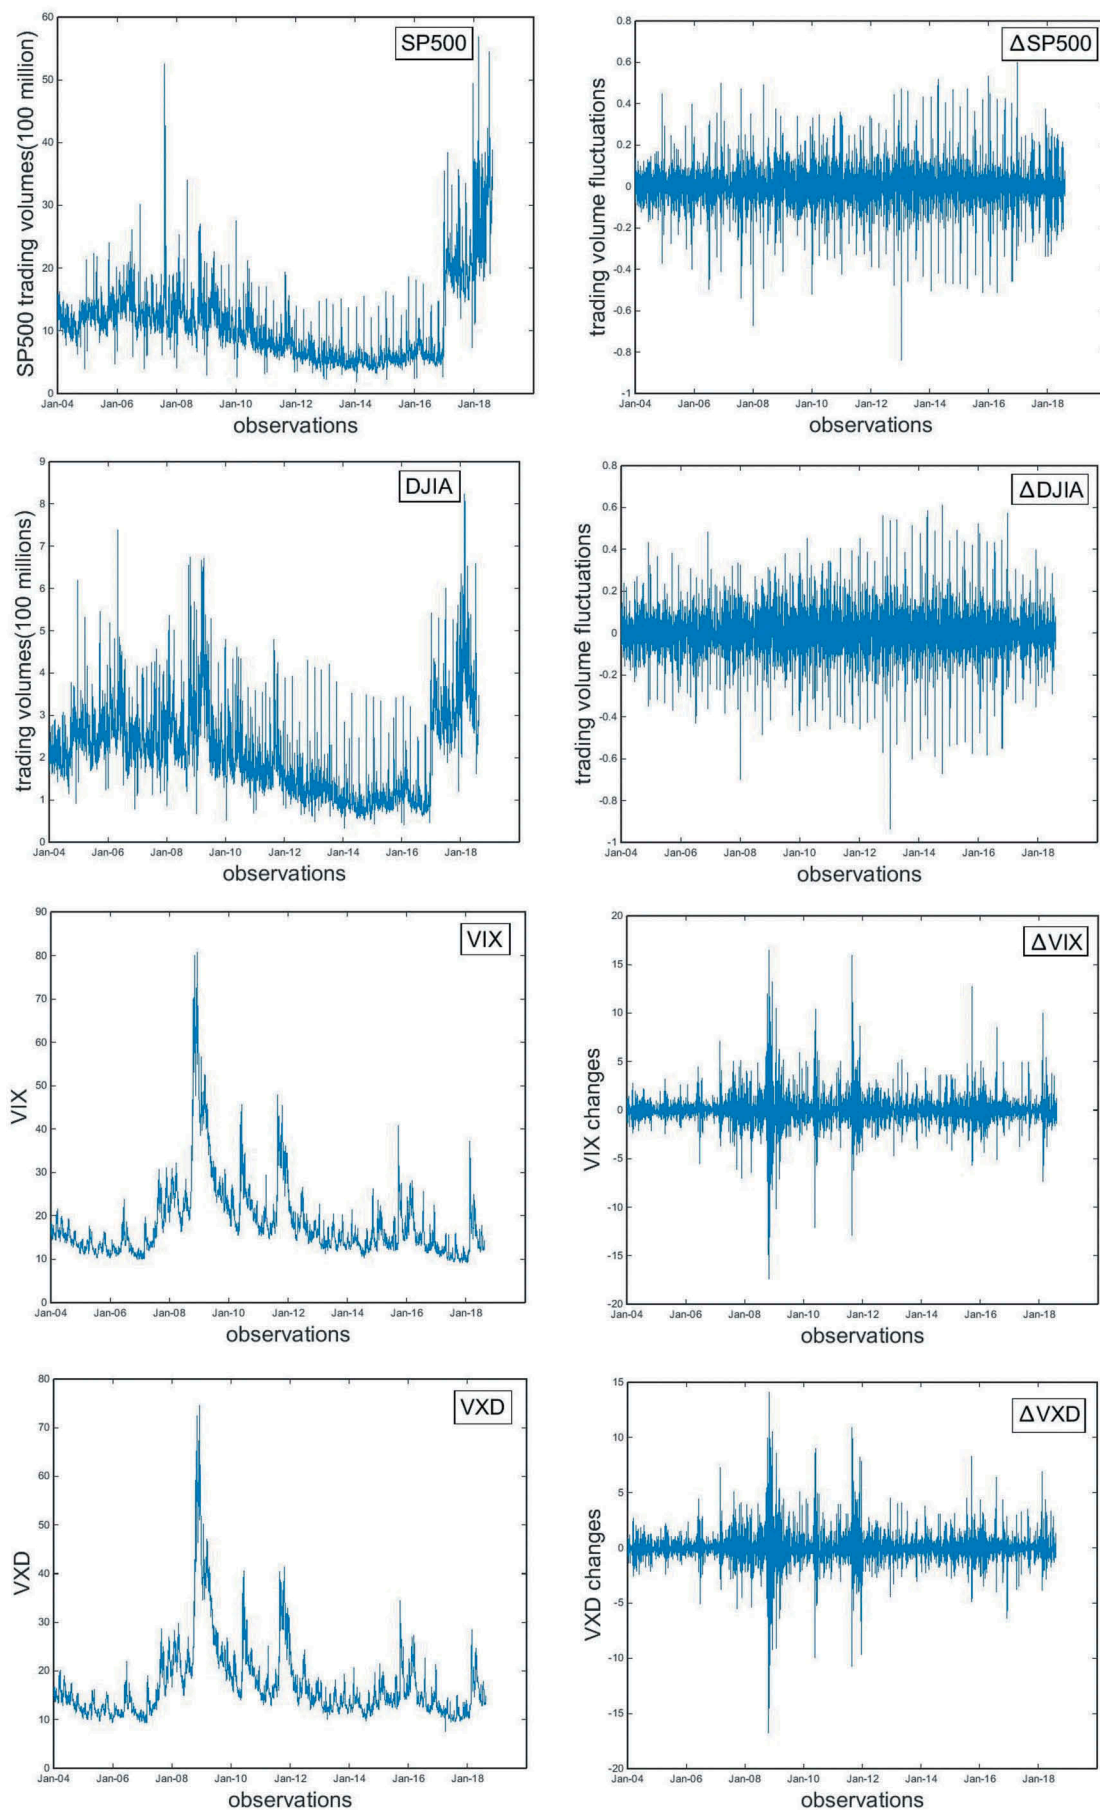 SP500
SP500 trading volumes(100 million)
60
50
40
30
20
10
0
Jan-04 Jan-06 Jan-08 Jan-10 Jan-12 Jan-14 Jan-16 Jan-18
observations
ΔSP500
trading volume fluctuations
0.8
0.6
0.4
0.2
0
-0.2
-0.4
-0.6
-0.8
-1
Jan-04 Jan-06 Jan-08 Jan-10 Jan-12 Jan-14 Jan-16 Jan-18
observations
DJIA
trading volumes(100 millions)
9
8
7
6
5
4
3
2
1
0
Jan-04 Jan-06 Jan-08 Jan-10 Jan-12 Jan-14 Jan-16 Jan-18
observations
ΔDJIA
trading volume fluctuations
0.8
0.6
0.4
0.2
0
-0.2
-0.4
-0.6
-0.8
-1
Jan-04 Jan-06 Jan-08 Jan-10 Jan-12 Jan-14 Jan-16 Jan-18
observations
VIX
VIX
90
80
70
60
50
40
30
20
10
0
Jan-04 Jan-06 Jan-08 Jan-10 Jan-12 Jan-14 Jan-16 Jan-18
observations
ΔVIX
VIX changes
20
15
10
5
0
-5
-10
-15
-20
Jan-04 Jan-06 Jan-08 Jan-10 Jan-12 Jan-14 Jan-16 Jan-18
observations
VXD
VXD
80
70
60
50
40
30
20
10
0
Jan-04 Jan-06 Jan-08 Jan-10 Jan-12 Jan-14 Jan-16 Jan-18
observations
ΔVXD
VXD changes
15
10
5
0
-5
-10
-15
-20
Jan-04 Jan-06 Jan-08 Jan-10 Jan-12 Jan-14 Jan-16 Jan-18
observations